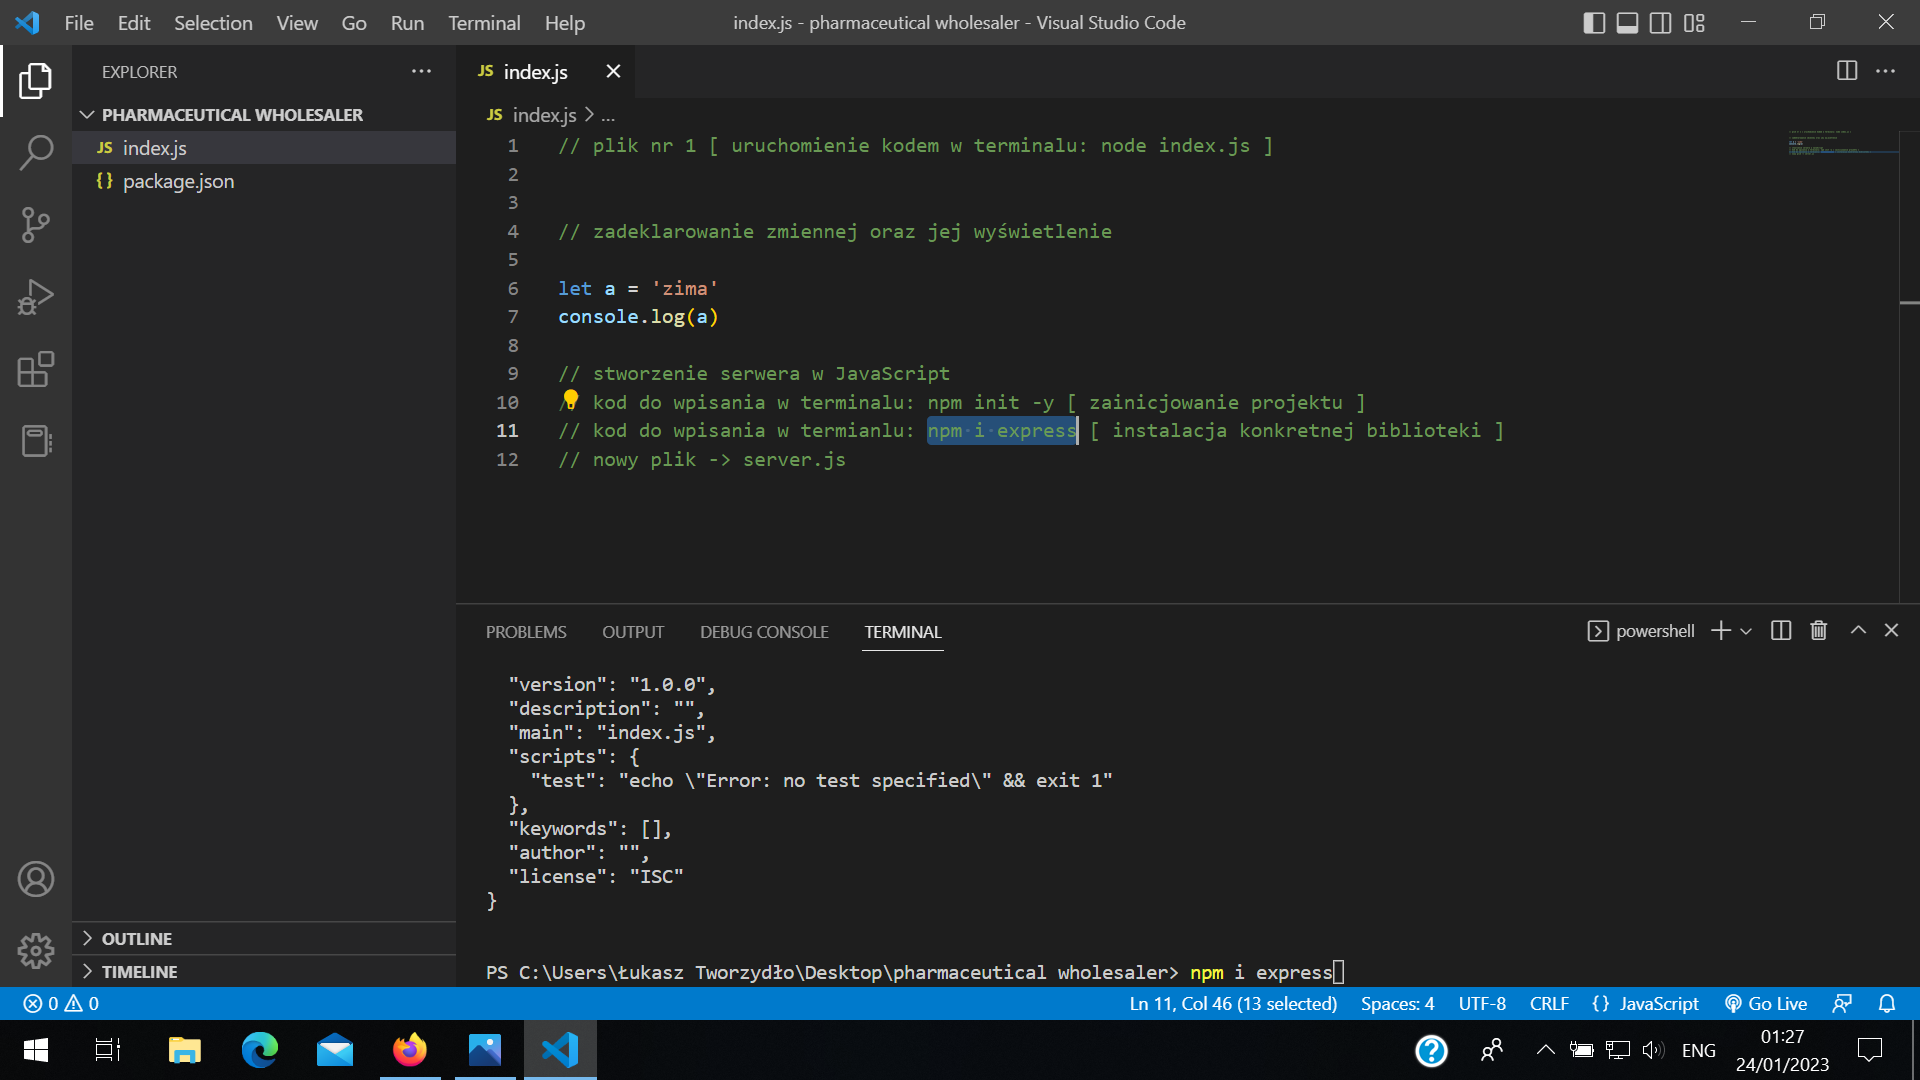 File Edit Selection View Go Run Terminal Help
index.js - pharmaceutical wholesaler - Visual Studio Code
EXPLORER
PHARMACEUTICAL WHOLESALER
JS index.js
{} package.json
OUTLINE
TIMELINE
JS index.js
JS index.js > ...
1 // plik nr 1 [ uruchomienie kodem w terminalu: node index.js ]
2
3
4 // zadeklarowanie zmiennej oraz jej wyświetlenie
5
6 let a = 'zima'
7 console.log(a)
8
9 // stworzenie serwera w JavaScript
10 / kod do wpisania w terminalu: npm init -y [ zainicjowanie projektu ]
11 // kod do wpisania w termianlu: npm i express [ instalacja konkretnej biblioteki ]
12 // nowy plik -> server.js
PROBLEMS OUTPUT DEBUG CONSOLE TERMINAL
powershell
"version": "1.0.0",
"description": "",
"main": "index.js",
"scripts": {
"test": "echo \"Error: no test specified\" && exit 1"
},
"keywords": [],
"author": "",
"license": "ISC"
}
PS C:\Users\Łukasz Tworzydło\Desktop\pharmaceutical wholesaler> npm i express
0 0
Ln 11, Col 46 (13 selected) Spaces: 4 UTF-8 CRLF {} JavaScript Go Live
ENG
01:27
24/01/2023